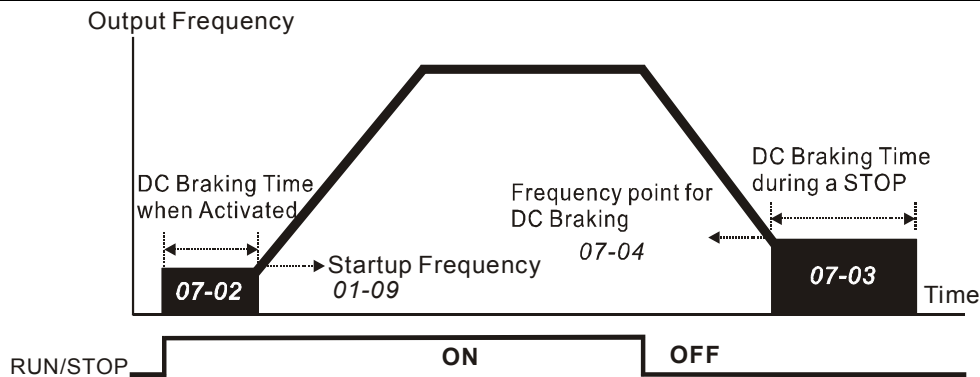 Output Frequency
DC Braking Time
when Activated
07-02
Startup Frequency
01-09
Frequency point for
DC Braking
07-04
DC Braking Time
during a STOP
07-03
Time
RUN/STOP
ON
OFF